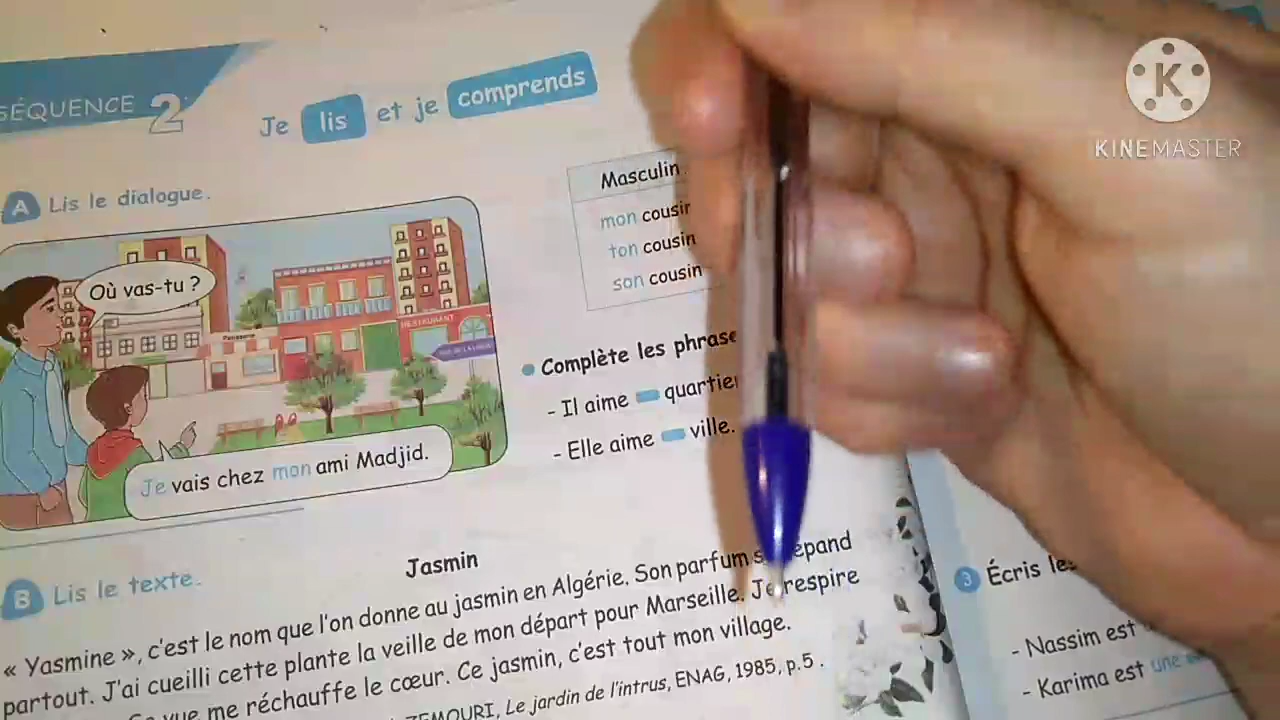 SÉQUENCE 2
Je lis et je comprends
A Lis le dialogue.
Où vas-tu ?
RESTAURANT
Je vais chez mon ami Madjid.
Masculin
mon cousin
ton cousin
son cousin
Complète les phrase
- Il aime quartier
- Elle aime ville.
B Lis le texte.
Jasmin
« Yasmine », c'est le nom que l'on donne au jasmin en Algérie. Son parfum s épand
partout. J'ai cueilli cette plante la veille de mon départ pour Marseille. Je respire
vue me réchauffe le cœur. Ce jasmin, c'est tout mon village.
ZEMOURI, Le jardin de l'intrus, ENAG, 1985, p.5 .
3 Écris les
- Nassim est
- Karima est une
K
KINEMASTER